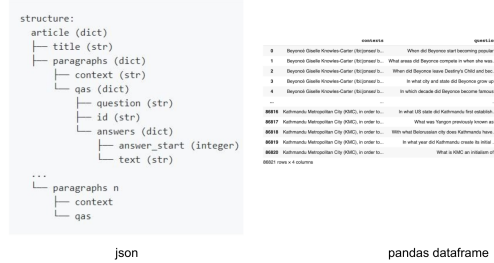 structure:
article (dict)
├── title (str)
├── paragraphs (dict)
├── context (str)
└── qas (dict)
├── question (str)
├── id (str)
└── answers (dict)
├── answer_start (integer)
└── text (str)
...
└── paragraphs n
├── context
└── qas
json
contexts questio
0 Beyoncé Giselle Knowles-Carter (/biːˈjɒnseɪ/ b... When did Beyonce start becoming popular
1 Beyoncé Giselle Knowles-Carter (/biːˈjɒnseɪ/ b... What areas did Beyonce compete in when she was.
2 Beyoncé Giselle Knowles-Carter (/biːˈjɒnseɪ/ b... When did Beyonce leave Destiny's Child and bec.
3 Beyoncé Giselle Knowles-Carter (/biːˈjɒnseɪ/ b... In what city and state did Beyonce grow up
4 Beyoncé Giselle Knowles-Carter (/biːˈjɒnseɪ/ b... In which decade did Beyonce become famous
... ...
86816 Kathmandu Metropolitan City (KMC), in order to... In what US state did Kathmandu first establish.
86817 Kathmandu Metropolitan City (KMC), in order to... What was Yangon previously known as
86818 Kathmandu Metropolitan City (KMC), in order to... With what Belorussian city does Kathmandu have.
86819 Kathmandu Metropolitan City (KMC), in order to... In what year did Kathmandu create its initial .
86820 Kathmandu Metropolitan City (KMC), in order to... What is KMC an initialism of
86821 rows × 4 columns
pandas dataframe